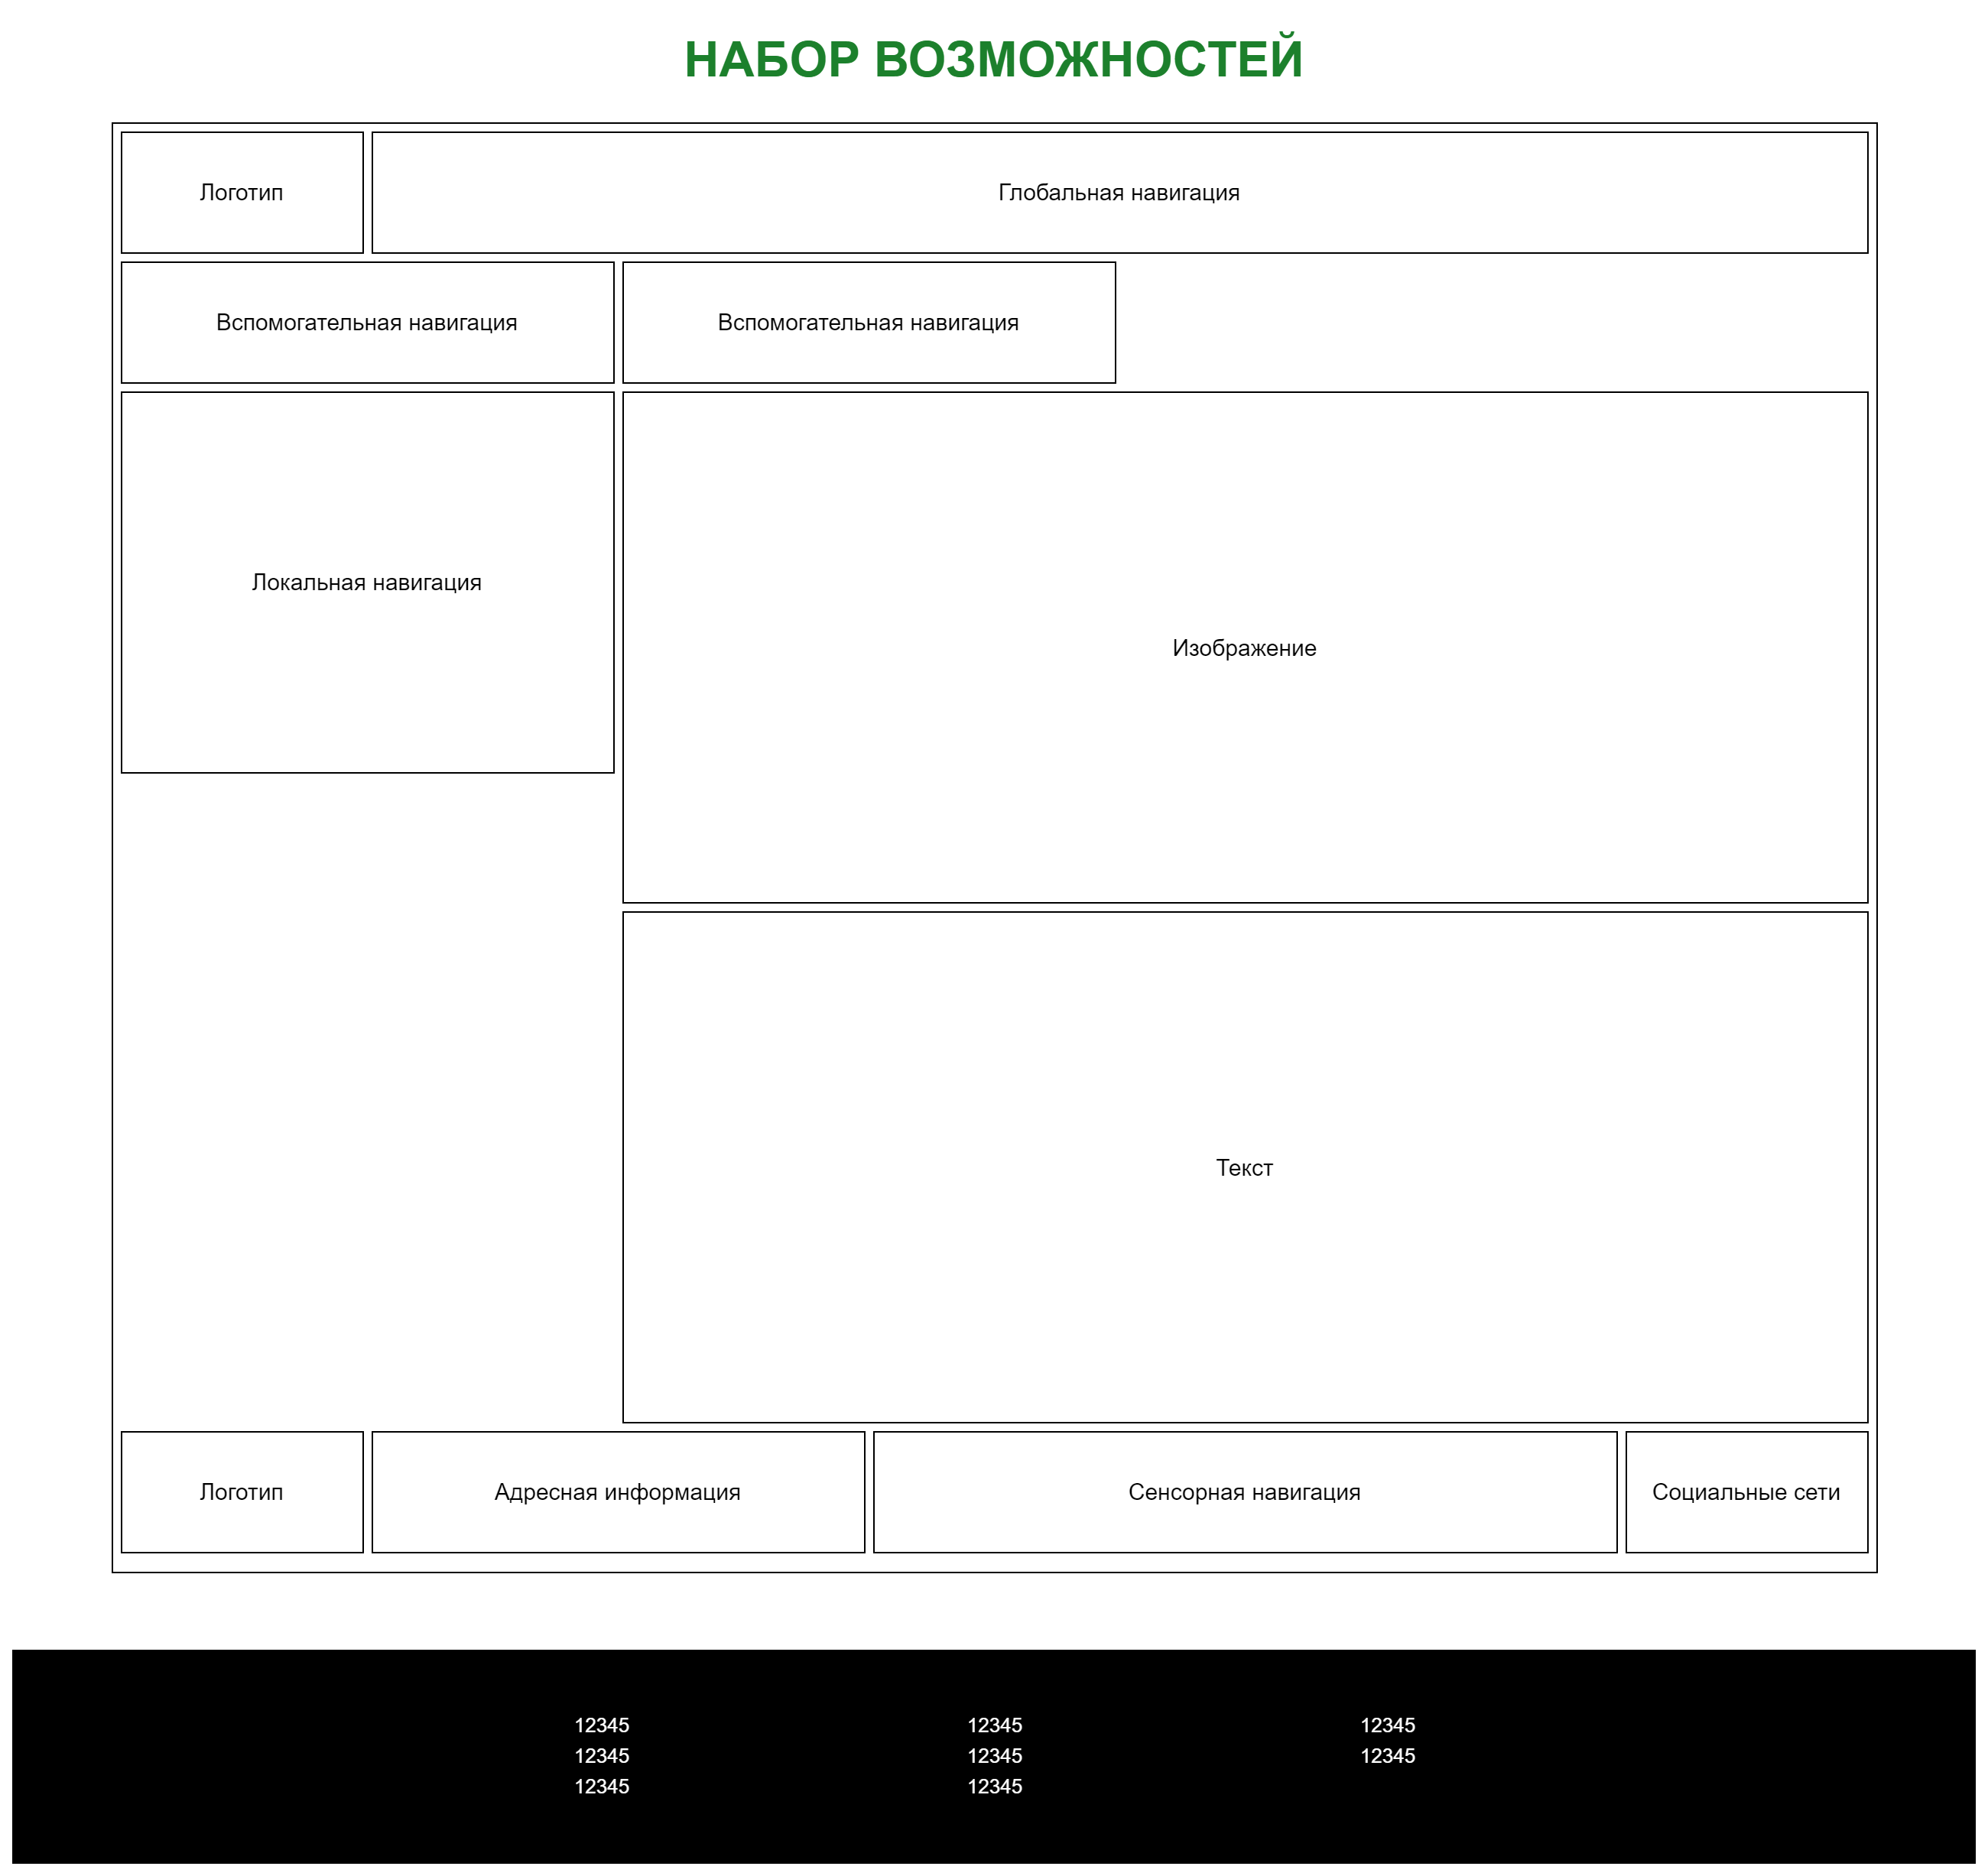 НАБОР ВОЗМОЖНОСТЕЙ
Логотип
Глобальная навигация
Вспомогательная навигация
Вспомогательная навигация
Локальная навигация
Изображение
Текст
Логотип
Адресная информация
Сенсорная навигация
Социальные сети
12345
12345
12345
12345
12345
12345
12345
12345